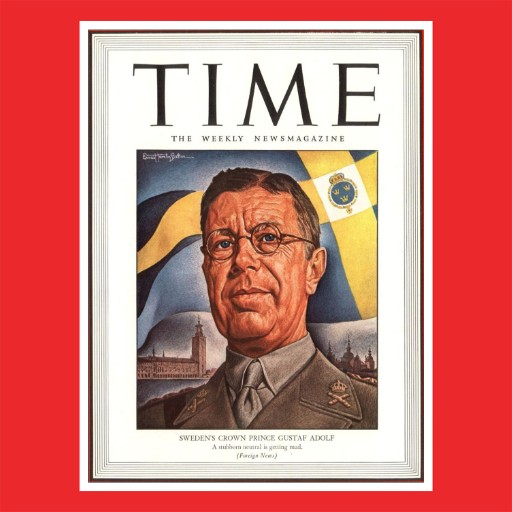 TIME
THE WEEKLY NEWSMAGAZINE
SWEDEN'S CROWN PRINCE GUSTAF ADOLF
A stubborn neutral is getting mad.
(Foreign News)